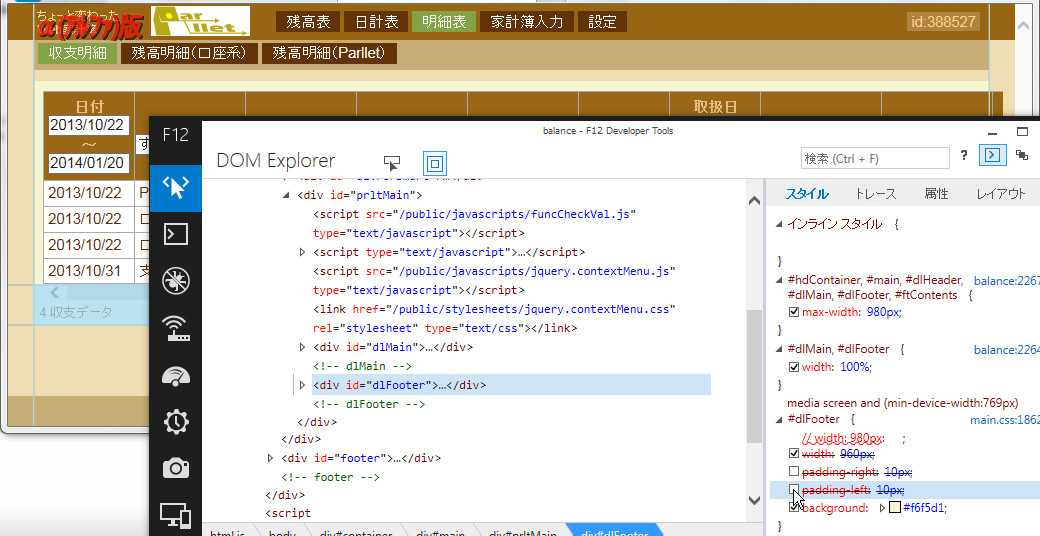 ちょと変わった
α(アルファ)版
Parllet
残高表
日計表
明細表
家計簿入力
設定
id:388527
収支明細
残高明細(口座系)
残高明細(Parllet)
日付
取扱日
2013/10/22
～
2014/01/20
2013/10/22
2013/10/22
2013/10/22
2013/10/31
4 収支データ
F12
balance - F12 Developer Tools
DOM Explorer
検索 (Ctrl + F)
?
<div id="prltMain">
<script src="/public/javascripts/funcCheckVal.js"
type="text/javascript"></script>
<script type="text/javascript">…</script>
<script src="/public/javascripts/jquery.contextMenu.js"
type="text/javascript"></script>
<link href="/public/stylesheets/jquery.contextMenu.css"
rel="stylesheet" type="text/css"></link>
<div id="dlMain">…</div>
<!-- dlMain -->
<div id="dlFooter">…</div>
<!-- dlFooter -->
</div>
</div>
<div id="footer">…</div>
<!-- footer -->
</div>
<script
html.js
body
div#container
div#main
div#prltMain
div#dlFooter
スタイル
トレース
属性
レイアウト
インライン スタイル {
}
#hdContainer, #main, #dlHeader, balance:2267
#dlMain, #dlFooter, #ftContents {
max-width: 980px;
}
#dlMain, #dlFooter { balance:2264
width: 100%;
}
media screen and (min-device-width:769px)
#dlFooter { main.css:1862
// width: 980px: ;
width: 960px;
padding-right: 10px;
padding-left: 10px;
background: #f6f5d1;
}